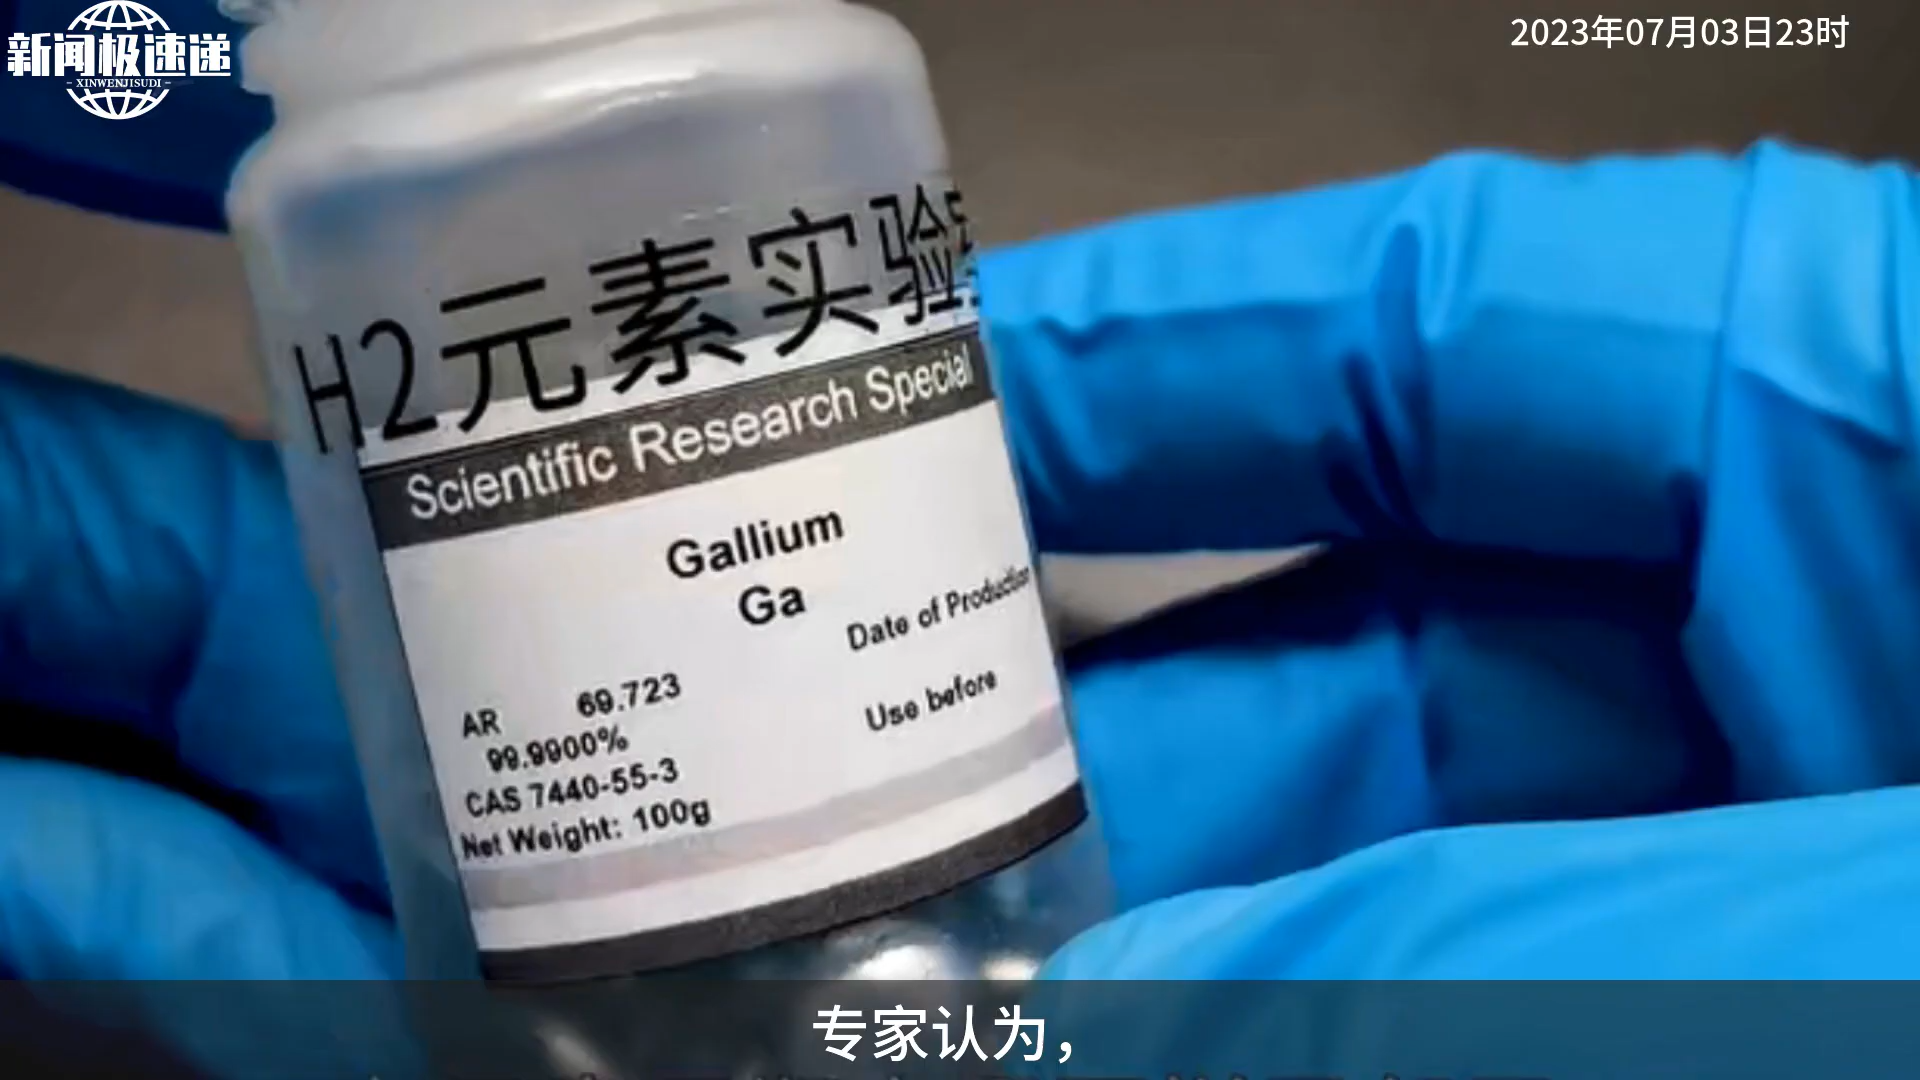 新闻极速递
XINWENJISUDI
2023年07月03日23时
H2元素实验
Scientific Research Special
Gallium
Ga
Date of Production
AR 69.723
Use before
99.9900%
CAS 7440-55-3
Net Weight: 100g
专家认为，